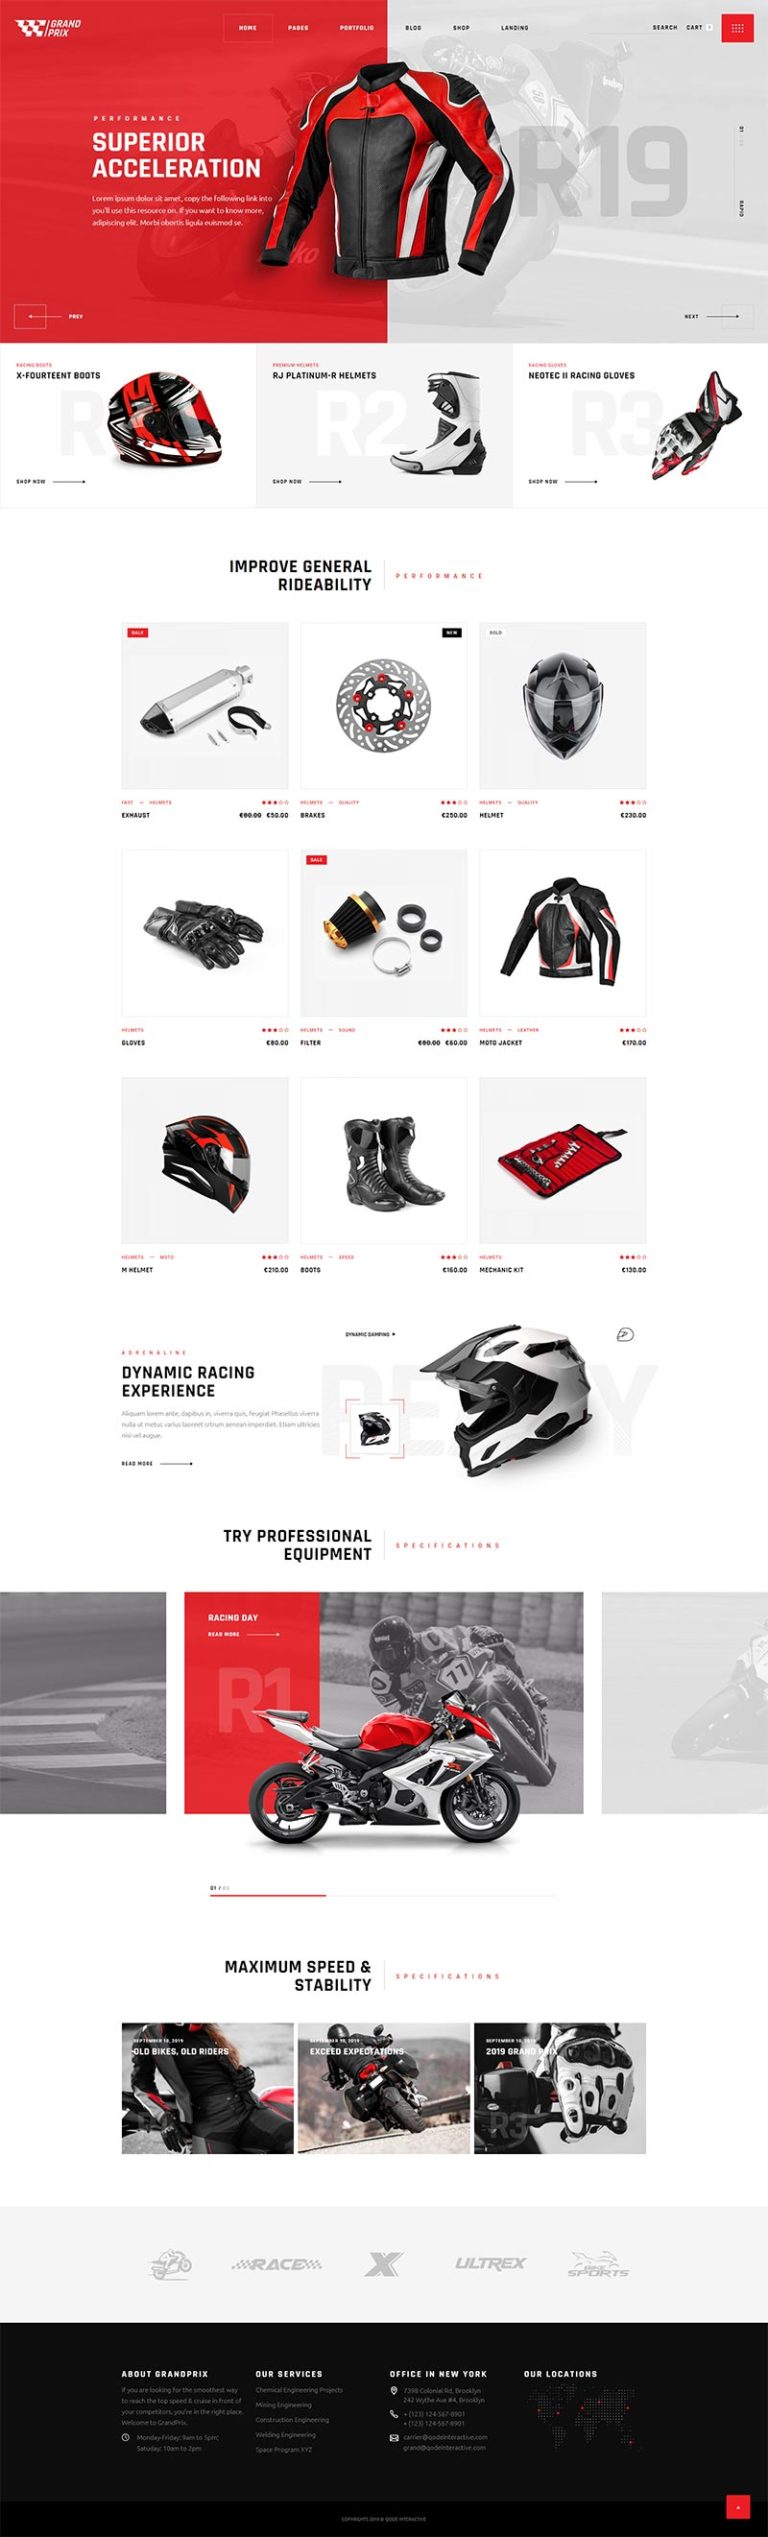 GRAND
PRIX
HOME
PAGES
PORTFOLIO
BLOG
SHOP
LANDING
SEARCH
CART
PERFORMANCE
SUPERIOR
ACCELERATION
Lorem ipsum dolor sit amet, copy the following link into
you'll use this resource on. If you want to know more,
adipiscing elit. Morbi obortis ligula euismod se.
R19
01
RAPID
PREV
NEXT
RACING BOOTS
X-FOURTEENT BOOTS
SHOP NOW
PREMIUM HELMETS
RJ PLATINUM-R HELMETS
R2
SHOP NOW
RACING GLOVES
NEOTEC II RACING GLOVES
R3
SHOP NOW
IMPROVE GENERAL
RIDEABILITY
PERFORMANCE
SALE
FAST — HELMETS
EXHAUST €80.00 €50.00
NEW
HELMETS — QUALITY
BRAKES €250.00
SOLD
HELMETS — QUALITY
HELMET €230.00
HELMETS
GLOVES €80.00
SALE
HELMETS — SOUND
FILTER €80.00 €60.00
HELMETS — LEATHER
MOTO JACKET €170.00
HELMETS — MOTO
M HELMET €210.00
HELMETS — SPEED
BOOTS €160.00
HELMETS
MECHANIC KIT €130.00
ADRENALINE
DYNAMIC RACING
EXPERIENCE
Aliquam lorem ante, dapibus in, viverra quis, feugiat Phasellus viverra
nulla ut metus varius laoreet srtrum aenean imperdiet. Etiam ultricies
nisi vel augue.
READ MORE
DYNAMIC DAMPING
TRY PROFESSIONAL
EQUIPMENT
SPECIFICATIONS
RACING DAY
READ MORE
R1
01 / 03
MAXIMUM SPEED &
STABILITY
SPECIFICATIONS
SEPTEMBER 10, 2019
OLD BIKES, OLD RIDERS
SEPTEMBER 10, 2019
EXCEED EXPECTATIONS
SEPTEMBER 10, 2019
2019 GRAND PRIX
R3
RACE
X
ULTREX
BIKE
SPORTS
ABOUT GRANDPRIX
If you are looking for the smoothest way
to reach the top speed & cruise in front of
your competitors, you're in the right place.
Welcome to GrandPrix.
Monday-Friday: 9am to 5pm;
Satuday: 10am to 2pm
OUR SERVICES
Chemical Engineering Projects
Mining Engineering
Construction Engineering
Welding Engineering
Space Program XYZ
OFFICE IN NEW YORK
7398 Colonial Rd, Brooklyn
242 Wythe Ave #4, Brooklyn
+ (123) 124-567-8901
+ (123) 124-567-8901
carrier@qodeinteractive.com
grand@qodeinteractive.com
OUR LOCATIONS
COPYRIGHTS 2019 © QODE INTERACTIVE